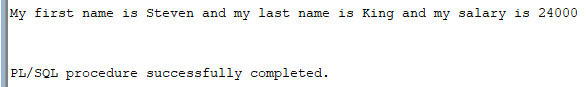 My first name is Steven and my last name is King and my salary is 24000
PL/SQL procedure successfully completed.